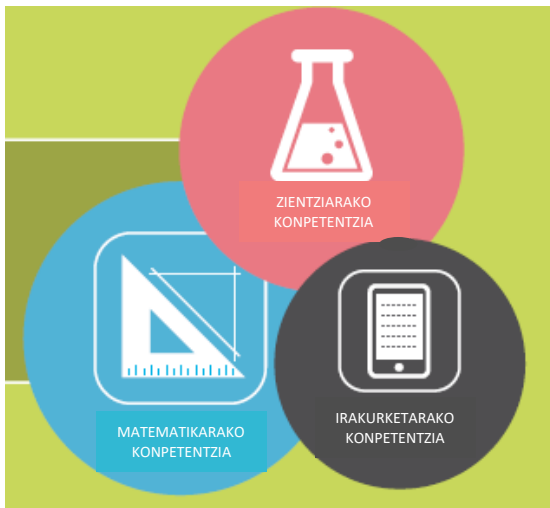 ZIENTZIARAKO
KONPETENTZIA
MATEMATIKARAKO
KONPETENTZIA
IRAKURKETARAKO
KONPETENTZIA